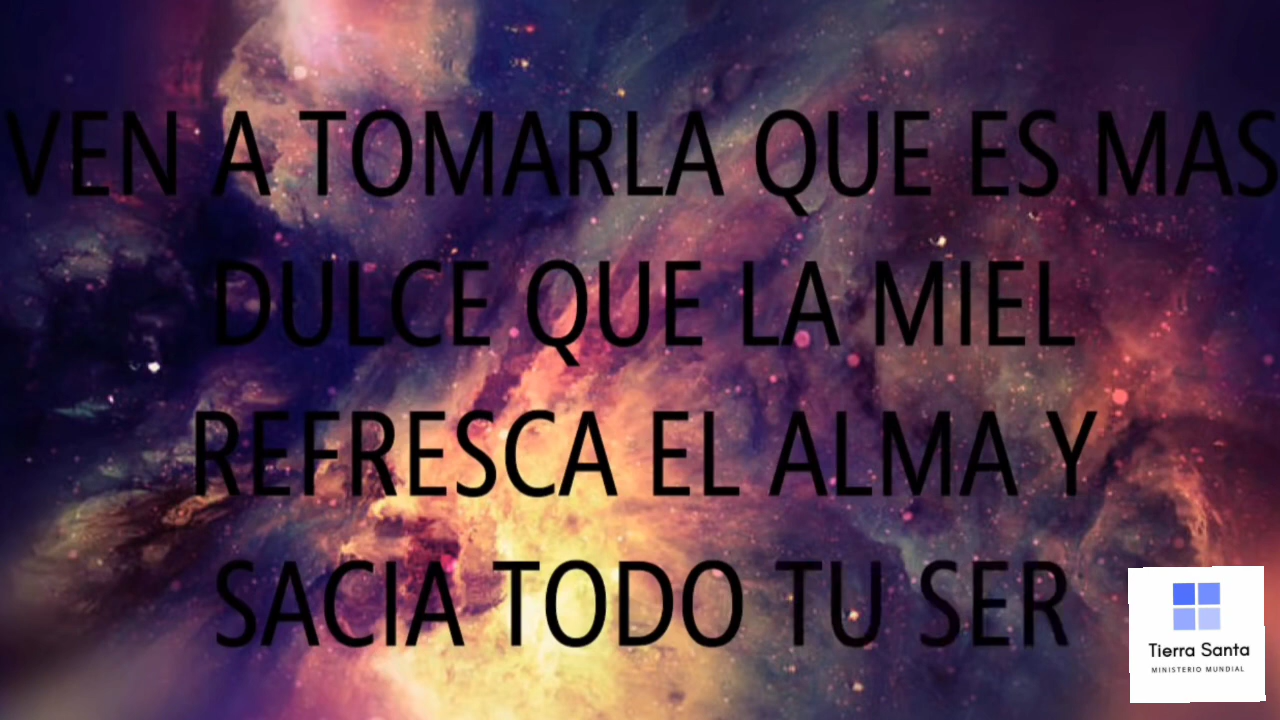 VEN A TOMARLA QUE ES MAS
DULCE QUE LA MIEL
REFRESCA EL ALMA Y
SACIA TODO TU SER
Tierra Santa
MINISTERIO MUNDIAL